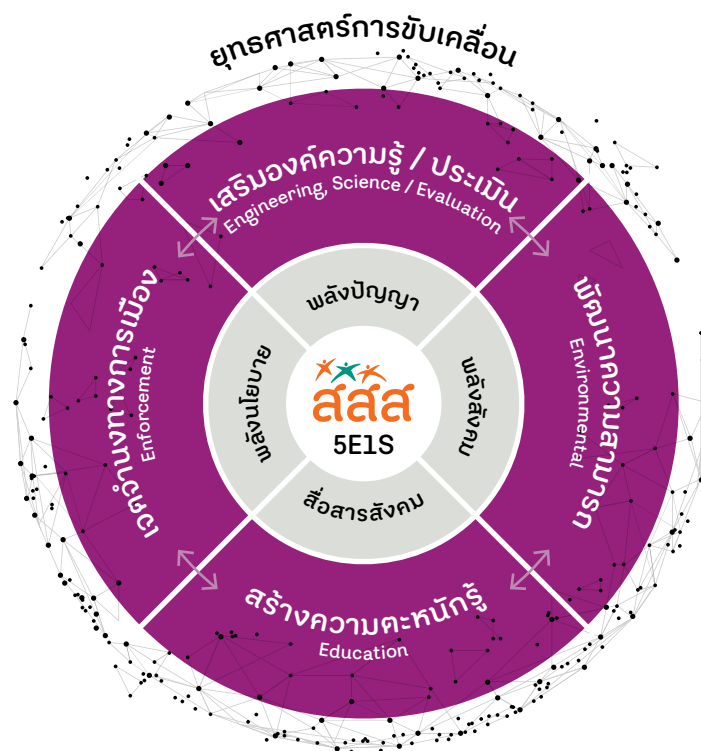 ยุทธศาสตร์การขับเคลื่อน
เสริมองค์ความรู้ / ประเมิน
Engineering, Science / Evaluation
เจตจำนงทางการเมือง
Enforcement
พัฒนาความสามารถ
Environmental
พลังปัญญา
พลังนโยบาย
พลังสังคม
สสส
5E1S
สื่อสารสังคม
สร้างความตะหนักรู้
Education